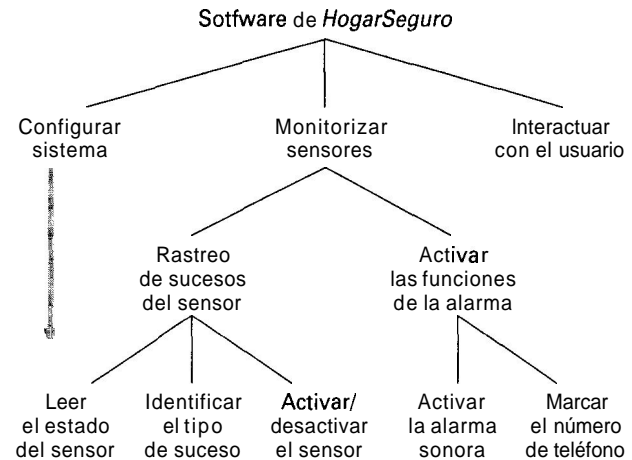 Sotfware de HogarSeguro
Configurar
sistema
Monitorizar
sensores
Interactuar
con el usuario
Rastreo
de sucesos
del sensor
Activar
las funciones
de la alarma
Leer
el estado
del sensor
Identificar
el tipo
de suceso
Activar/
desactivar
el sensor
Activar
la alarma
sonora
Marcar
el número
de teléfono